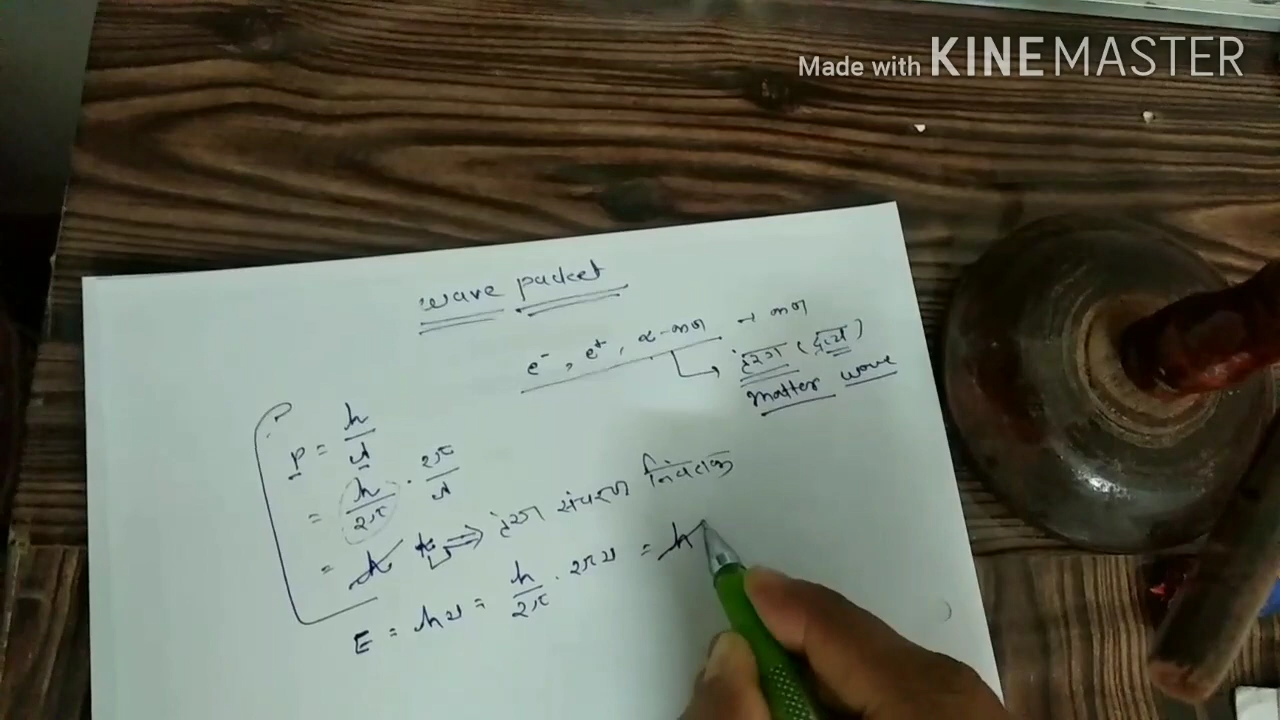 Made with KINEMASTER
wave packet
e⁻, e⁺, α-कण → कण
तरंग (द्रव्य)
matter wave
P = h/λ
= h/2π · 2π/λ
= ħ k ⇒ तरंग संचरण नियतांक
E = hν = h/2π · 2πν = ħ